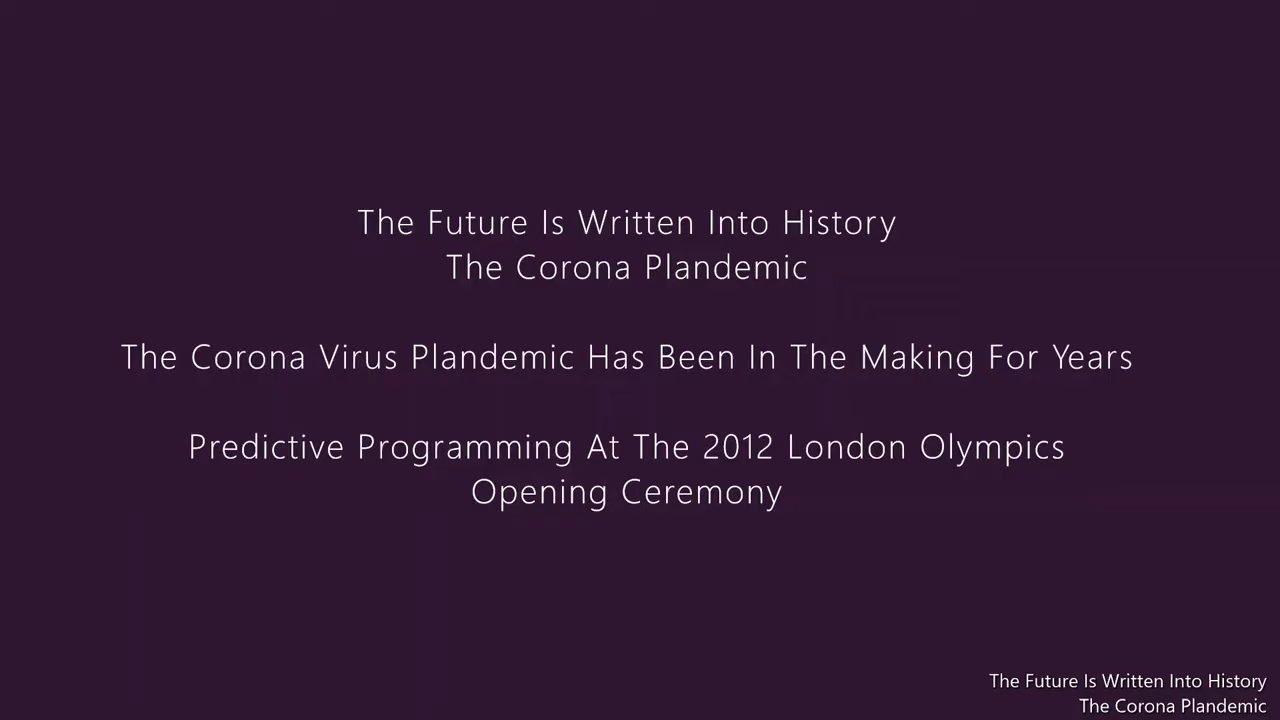 The Future Is Written Into History
The Corona Plandemic
The Corona Virus Plandemic Has Been In The Making For Years
Predictive Programming At The 2012 London Olympics
Opening Ceremony
The Future Is Written Into History
The Corona Plandemic